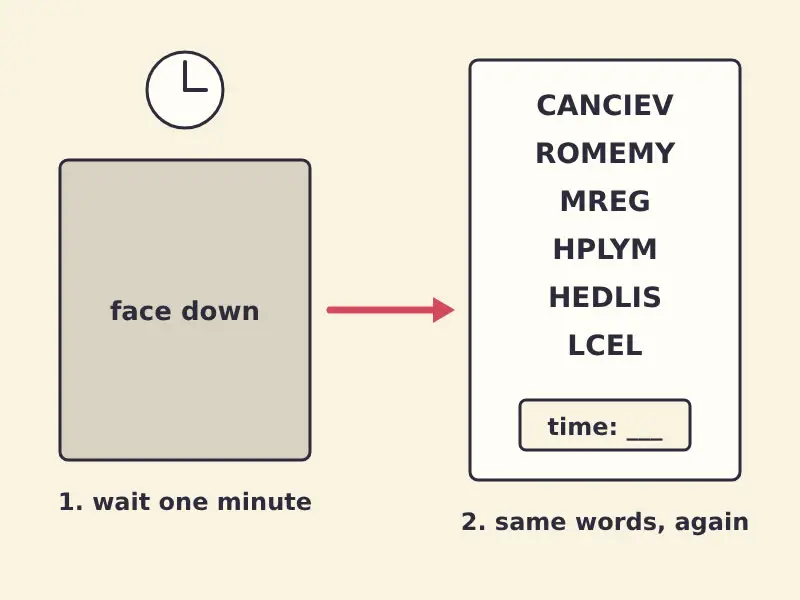 face down
1. wait one minute
CANCIEV
ROMEMY
MREG
HPLYM
HEDLIS
LCEL
time: ___
2. same words, again